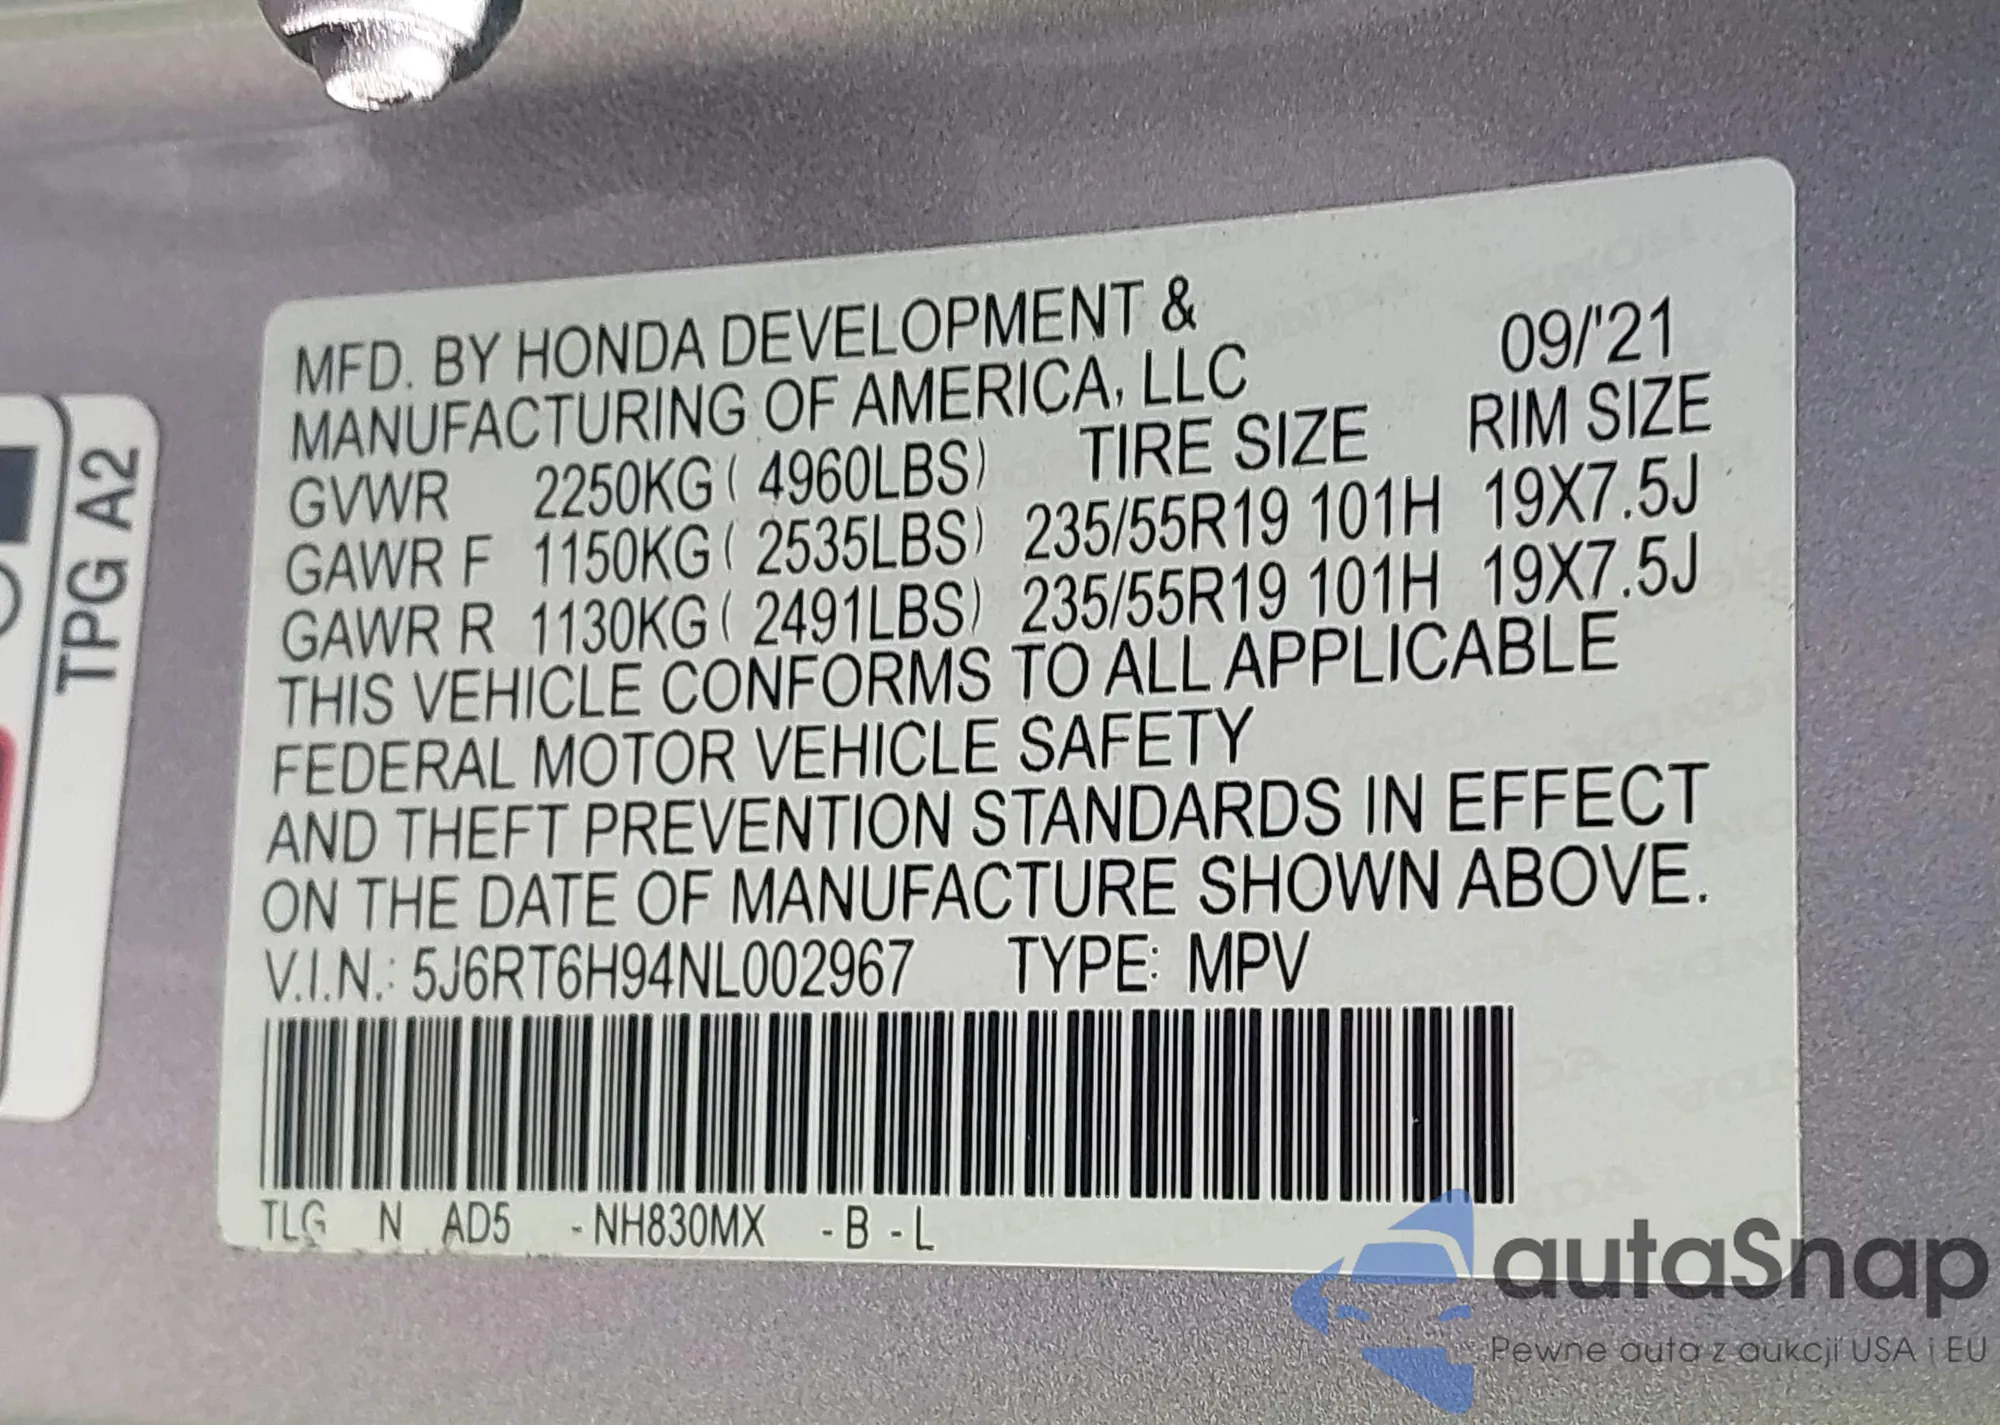 MFD. BY HONDA DEVELOPMENT &
MANUFACTURING OF AMERICA, LLC 09/'21
GVWR 2250KG ( 4960LBS) TIRE SIZE RIM SIZE
GAWR F 1150KG ( 2535LBS) 235/55R19 101H 19X7.5J
GAWR R 1130KG ( 2491LBS) 235/55R19 101H 19X7.5J
THIS VEHICLE CONFORMS TO ALL APPLICABLE
FEDERAL MOTOR VEHICLE SAFETY
AND THEFT PREVENTION STANDARDS IN EFFECT
ON THE DATE OF MANUFACTURE SHOWN ABOVE.
V.I.N.: 5J6RT6H94NL002967 TYPE: MPV
TLG N AD5 -NH830MX -B -L
TPG A2
autaSnap
Pewne auta z aukcji USA i EU